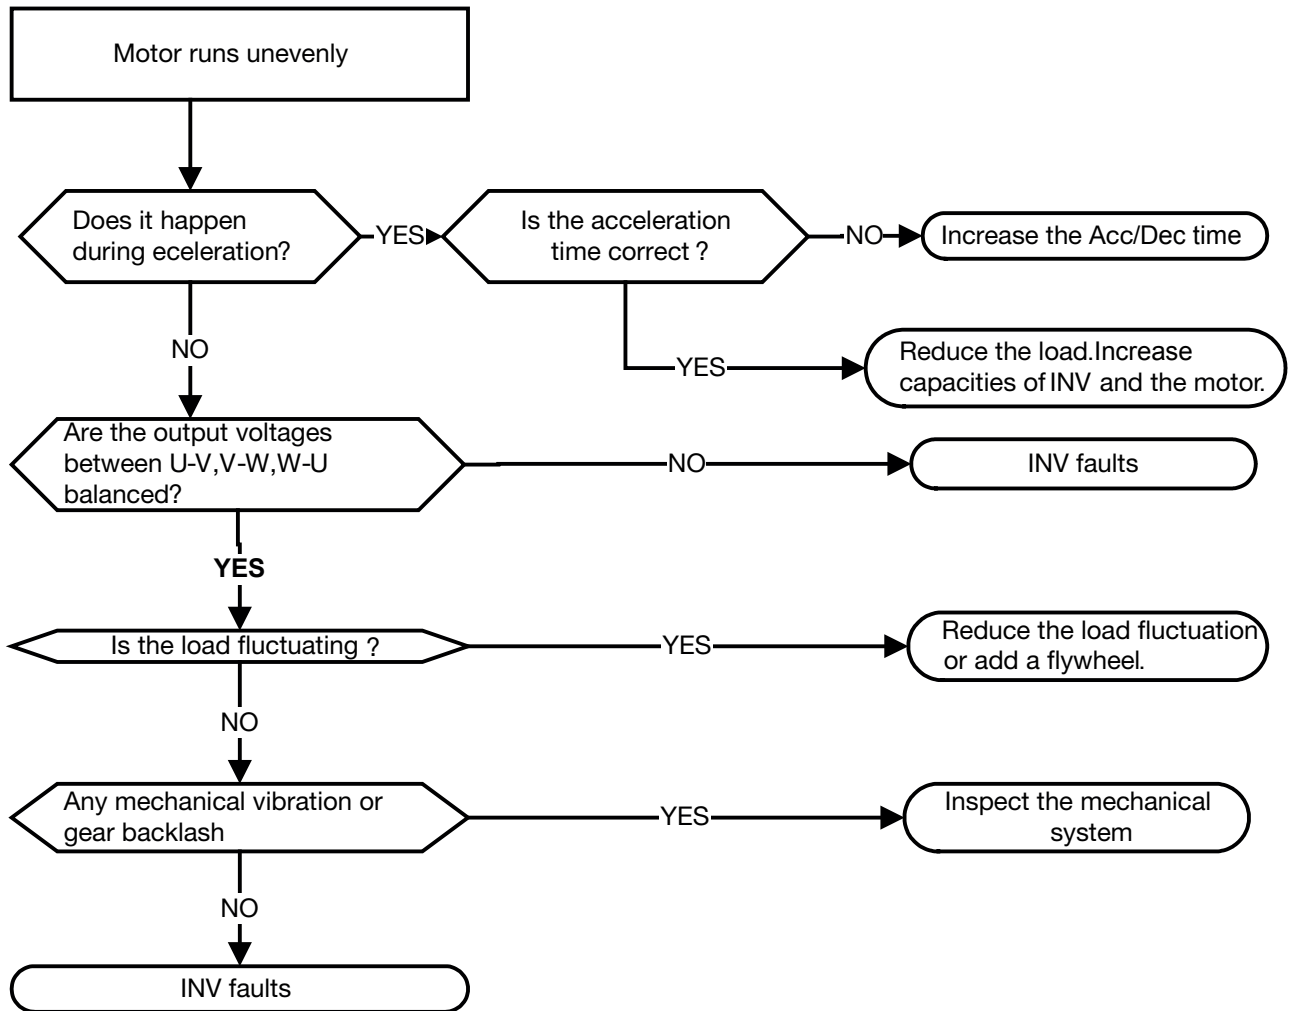 Motor runs unevenly
Does it happen
during eceleration?
YES
Is the acceleration
time correct ?
NO
Increase the Acc/Dec time
NO
YES
Reduce the load.Increase
capacities of INV and the motor.
Are the output voltages
between U-V,V-W,W-U
balanced?
NO
INV faults
YES
Is the load fluctuating ?
YES
Reduce the load fluctuation
or add a flywheel.
NO
Any mechanical vibration or
gear backlash
YES
Inspect the mechanical
system
NO
INV faults